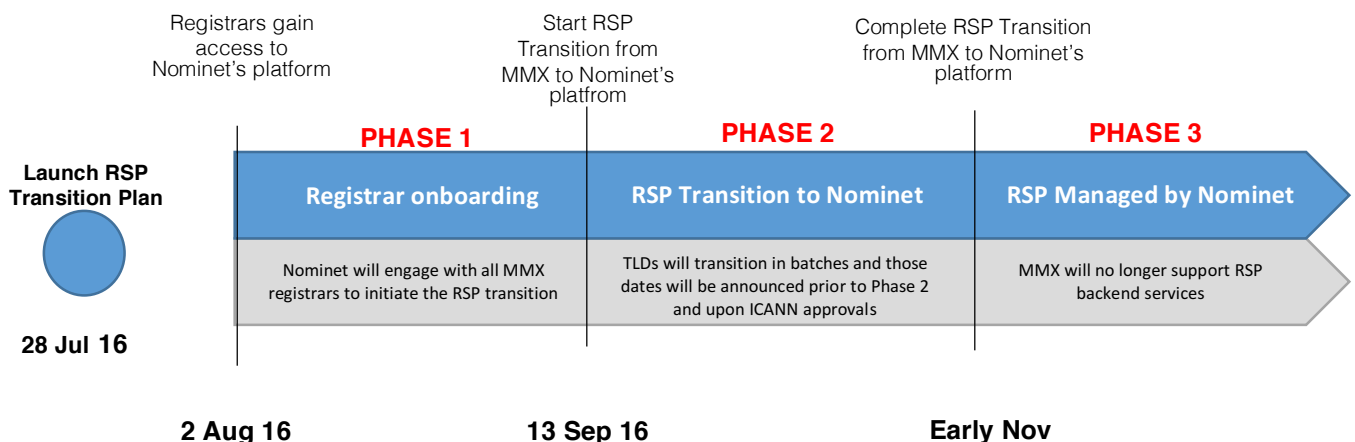 Registrars gain
access to
Nominet's platform
Start RSP
Transition from
MMX to Nominet's
platfrom
Complete RSP Transition
from MMX to Nominet's
platform
PHASE 1
PHASE 2
PHASE 3
Launch RSP
Transition Plan
Registrar onboarding
RSP Transition to Nominet
RSP Managed by Nominet
Nominet will engage with all MMX
registrars to initiate the RSP transition
TLDs will transition in batches and those
dates will be announced prior to Phase 2
and upon ICANN approvals
MMX will no longer support RSP
backend services
28 Jul 16
2 Aug 16
13 Sep 16
Early Nov